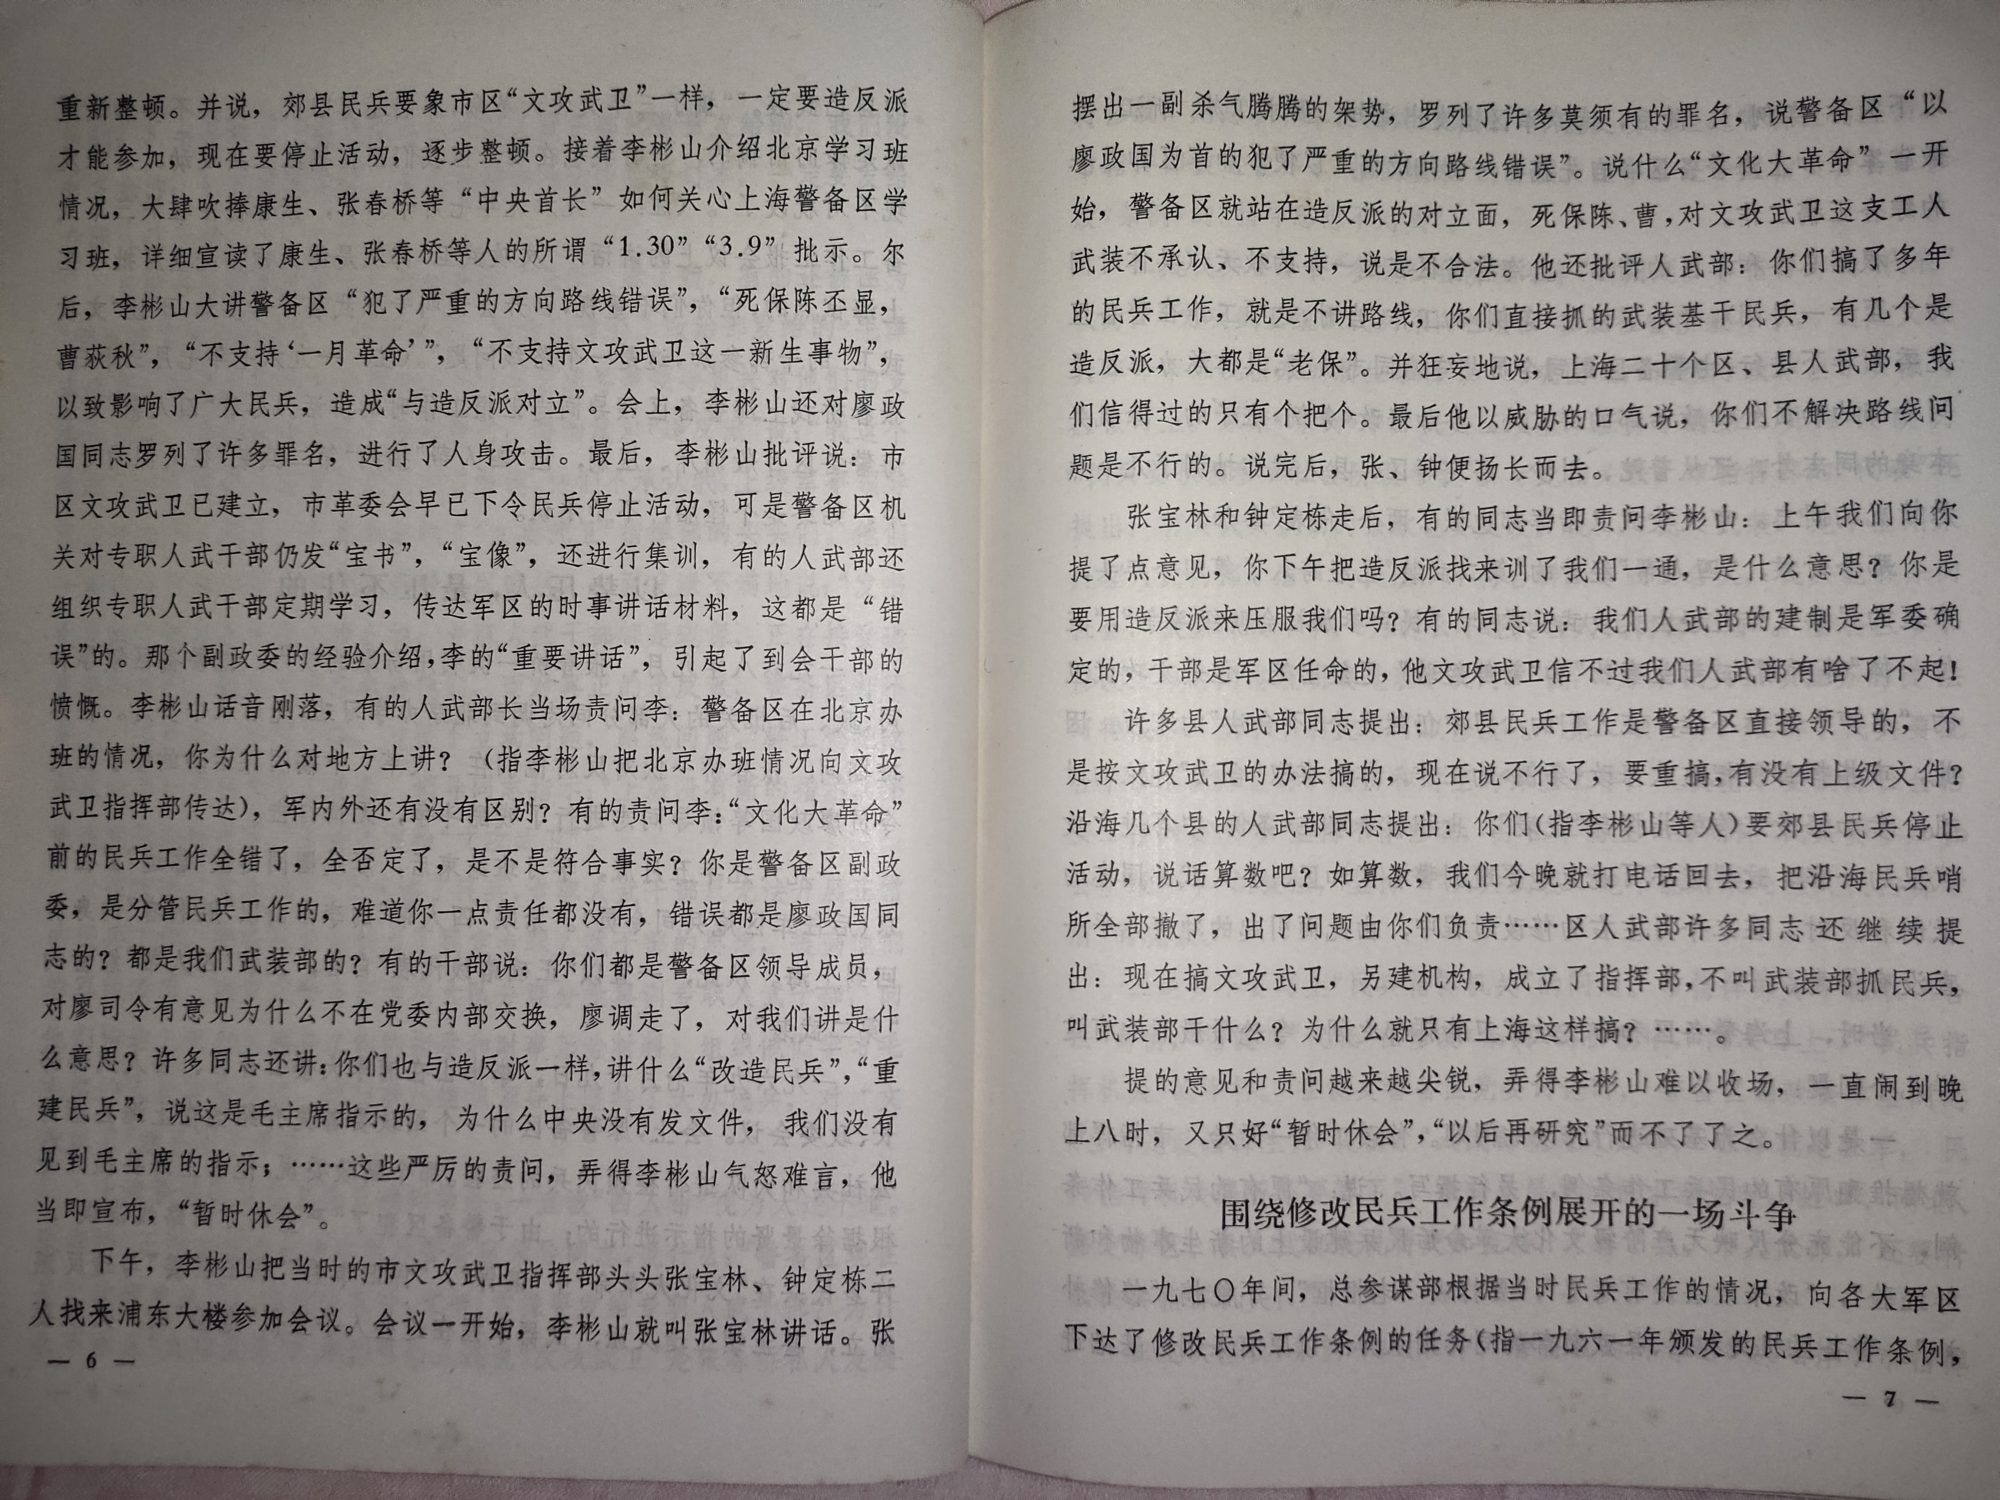 重新整顿。并说，郊县民兵要象市区“文攻武卫”一样，一定要造反派
才能参加，现在要停止活动，逐步整顿。接着李彬山介绍北京学习班
情况，大肆吹捧康生、张春桥等“中央首长”如何关心上海警备区学
习班，详细宣读了康生、张春桥等人的所谓“1.30”“3.9”批示。尔
后，李彬山大讲警备区“犯了严重的方向路线错误”，“死保陈丕显，
曹荻秋”，“不支持‘一月革命’”，“不支持文攻武卫这一新生事物”，
以致影响了广大民兵，造成“与造反派对立”。会上，李彬山还对廖政
国同志罗列了许多罪名，进行了人身攻击。最后，李彬山批评说：市
区文攻武卫已建立，市革委会早已下令民兵停止活动，可是警备区机
关对专职人武干部仍发“宝书”，“宝像”，还进行集训，有的人武部还
组织专职人武干部定期学习，传达军区的时事讲话材料，这都是“错
误”的。那个副政委的经验介绍，李的“重要讲话”，引起了到会干部的
愤慨。李彬山话音刚落，有的人武部长当场责问李：警备区在北京办
班的情况，你为什么对地方上讲？（指李彬山把北京办班情况向文攻
武卫指挥部传达），军内外还有没有区别？有的责问李：“文化大革命”
前的民兵工作全错了，全否定了，是不是符合事实？你是警备区副政
委，是分管民兵工作的，难道你一点责任都没有，错误都是廖政国同
志的？都是我们武装部的？有的干部说：你们都是警备区领导成员，
对廖司令有意见为什么不在党委内部交换，廖调走了，对我们讲是什
么意思？许多同志还讲：你们也与造反派一样，讲什么“改造民兵”，“重
建民兵”，说这是毛主席指示的，为什么中央没有发文件，我们没有
见到毛主席的指示；……这些严厉的责问，弄得李彬山气怒难言，他
当即宣布，“暂时休会”。
下午，李彬山把当时的市文攻武卫指挥部头头张宝林、钟定栋二
人找来浦东大楼参加会议。会议一开始，李彬山就叫张宝林讲话。张
— 6 —
摆出一副杀气腾腾的架势，罗列了许多莫须有的罪名，说警备区“以
廖政国为首的犯了严重的方向路线错误”。说什么“文化大革命”一开
始，警备区就站在造反派的对立面，死保陈、曹，对文攻武卫这支工人
武装不承认、不支持，说是不合法。他还批评人武部：你们搞了多年
的民兵工作，就是不讲路线，你们直接抓的武装基干民兵，有几个是
造反派，大都是“老保”。并狂妄地说，上海二十个区、县人武部，我
们信得过的只有个把个。最后他以威胁的口气说，你们不解决路线问
题是不行的。说完后，张、钟便扬长而去。
张宝林和钟定栋走后，有的同志当即责问李彬山：上午我们向你
提了点意见，你下午把造反派找来训了我们一通，是什么意思？你是
要用造反派来压服我们吗？有的同志说：我们人武部的建制是军委确
定的，干部是军区任命的，他文攻武卫信不过我们人武部有啥了不起！
许多县人武部同志提出：郊县民兵工作是警备区直接领导的，不
是按文攻武卫的办法搞的，现在说不行了，要重搞，有没有上级文件？
沿海几个县的人武部同志提出：你们（指李彬山等人）要郊县民兵停止
活动，说话算数吧？如算数，我们今晚就打电话回去，把沿海民兵哨
所全部撤了，出了问题由你们负责……区人武部许多同志还继续提
出：现在搞文攻武卫，另建机构，成立了指挥部，不叫武装部抓民兵，
叫武装部干什么？为什么就只有上海这样搞？……。
提的意见和责问越来越尖锐，弄得李彬山难以收场，一直闹到晚
上八时，又只好“暂时休会”，“以后再研究”而不了了之。
围绕修改民兵工作条例展开的一场斗争
一九七〇年间，总参谋部根据当时民兵工作的情况，向各大军区
下达了修改民兵工作条例的任务（指一九六一年颁发的民兵工作条例，
— 7 —